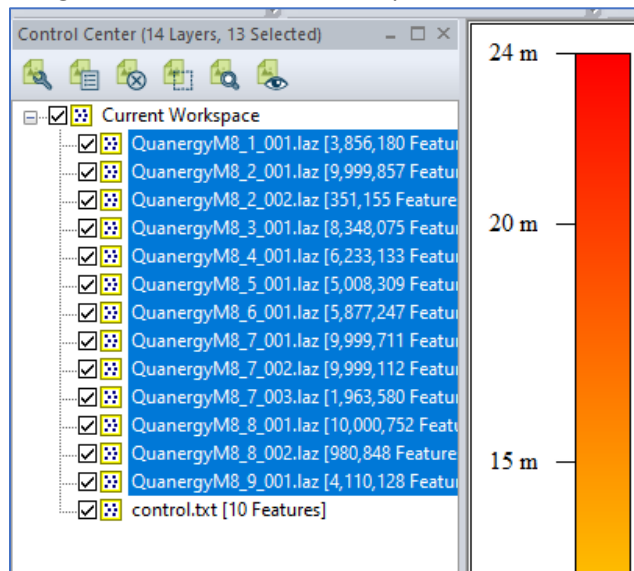 Control Center (14 Layers, 13 Selected)
Current Workspace
QuanergyM8_1_001.laz [3,856,180 Featur
QuanergyM8_2_001.laz [9,999,857 Featur
QuanergyM8_2_002.laz [351,155 Feature
QuanergyM8_3_001.laz [8,348,075 Featur
QuanergyM8_4_001.laz [6,233,133 Featur
QuanergyM8_5_001.laz [5,008,309 Featur
QuanergyM8_6_001.laz [5,877,247 Featur
QuanergyM8_7_001.laz [9,999,711 Featur
QuanergyM8_7_002.laz [9,999,112 Featur
QuanergyM8_7_003.laz [1,963,580 Featur
QuanergyM8_8_001.laz [10,000,752 Featu
QuanergyM8_8_002.laz [980,848 Feature
QuanergyM8_9_001.laz [4,110,128 Featur
control.txt [10 Features]
24 m
20 m
15 m